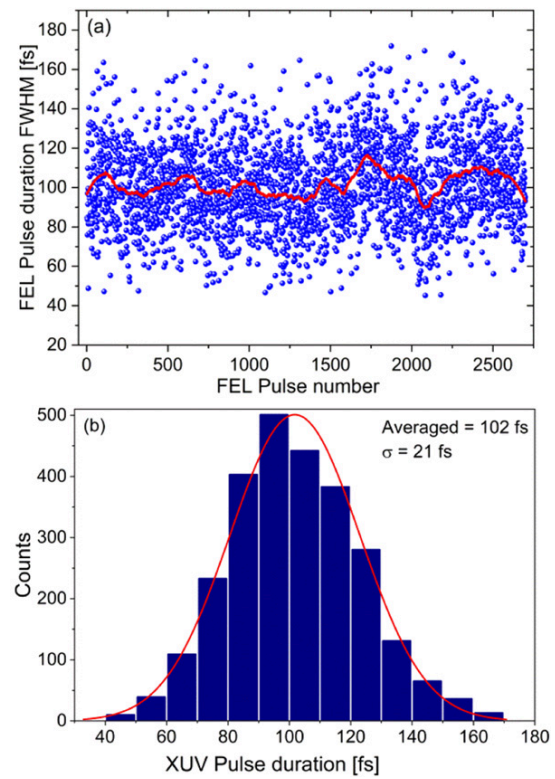 (a)
FEL Pulse duration FWHM [fs]
180
160
140
120
100
80
60
40
20
0 500 1000 1500 2000 2500
FEL Pulse number
(b)
Averaged = 102 fs
σ = 21 fs
Counts
500
400
300
200
100
0
40 60 80 100 120 140 160 180
XUV Pulse duration [fs]